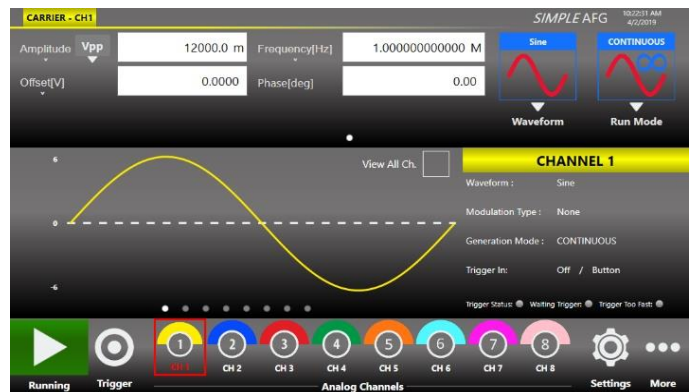 CARRIER - CH1
SIMPLE AFG
10:22:31 AM
4/2/2019
Amplitude Vpp 12000.0 m Frequency[Hz] 1.000000000000 M
Offset[V] 0.0000 Phase[deg] 0.00
Sine
CONTINUOUS
Waveform
Run Mode
6
0
-6
View All Ch.
CHANNEL 1
Waveform : Sine
Modulation Type : None
Generation Mode : CONTINUOUS
Trigger In: Off / Button
Trigger Status: Waiting Trigger: Trigger Too Fast:
1 2 3 4 5 6 7 8
CH 1 CH 2 CH 3 CH 4 CH 5 CH 6 CH 7 CH 8
Running Trigger Analog Channels Settings More